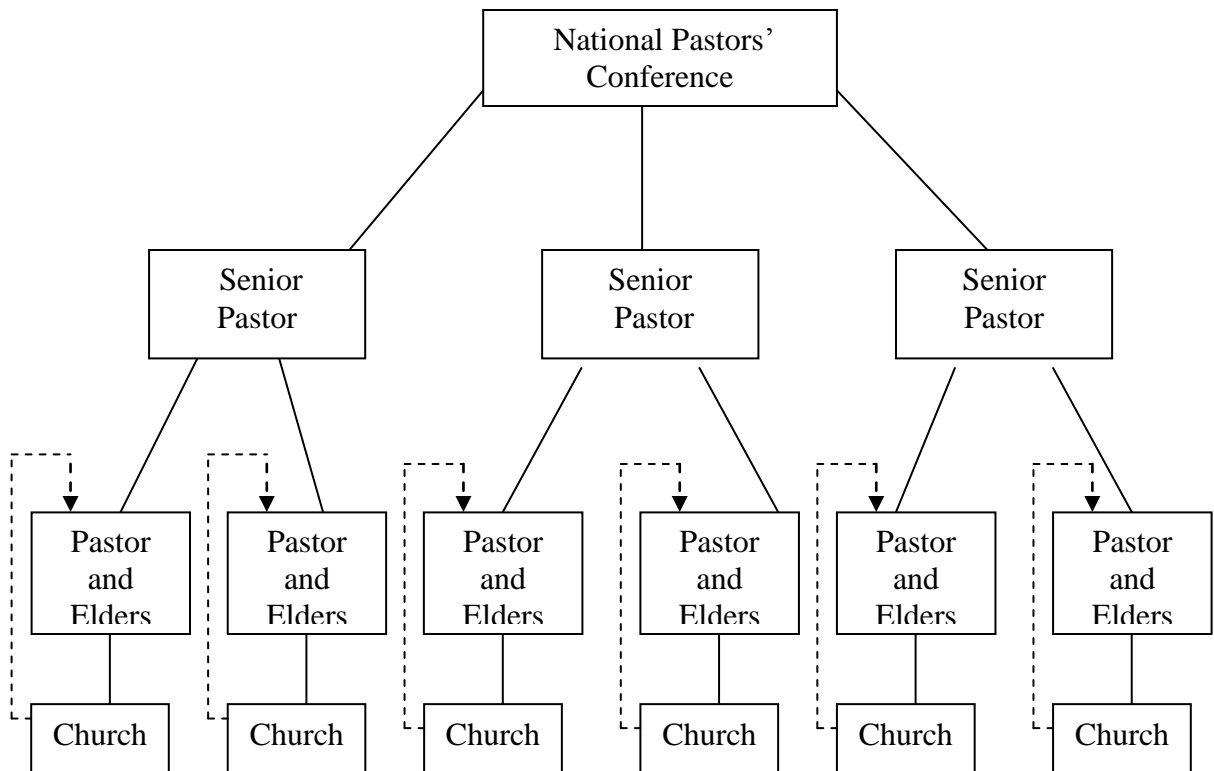 National Pastors’
Conference
Senior
Pastor
Senior
Pastor
Senior
Pastor
Pastor
and
Elders
Pastor
and
Elders
Pastor
and
Elders
Pastor
and
Elders
Pastor
and
Elders
Pastor
and
Elders
Church
Church
Church
Church
Church
Church